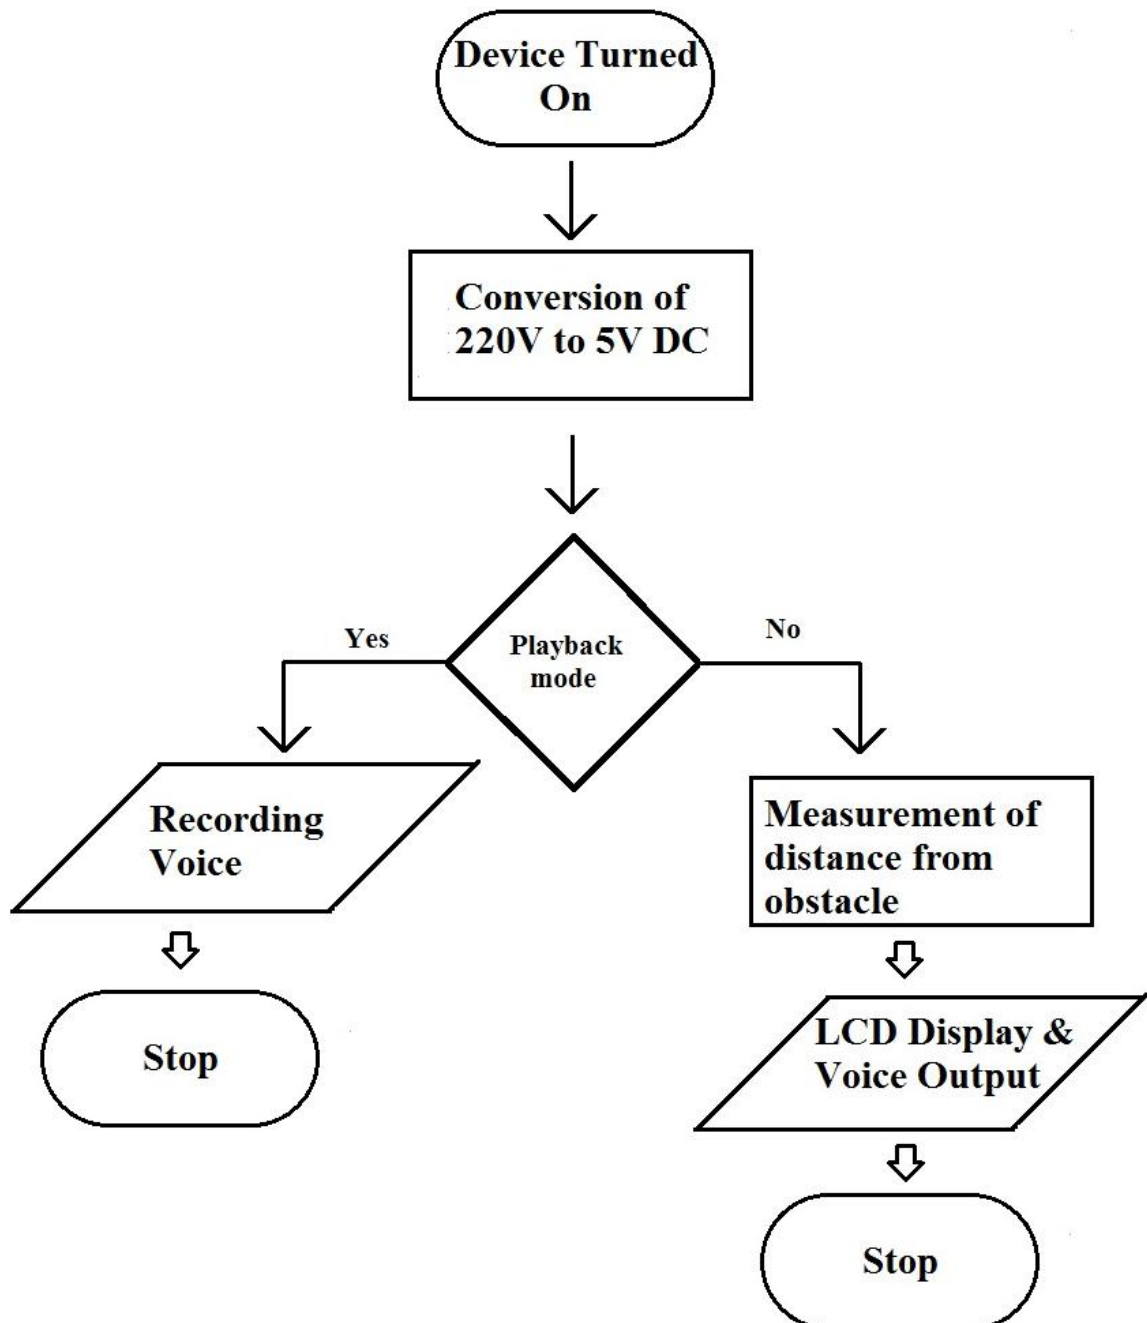 Device Turned
On
Conversion of
220V to 5V DC
Yes
No
Playback
mode
Recording
Voice
Stop
Measurement of
distance from
obstacle
LCD Display &
Voice Output
Stop